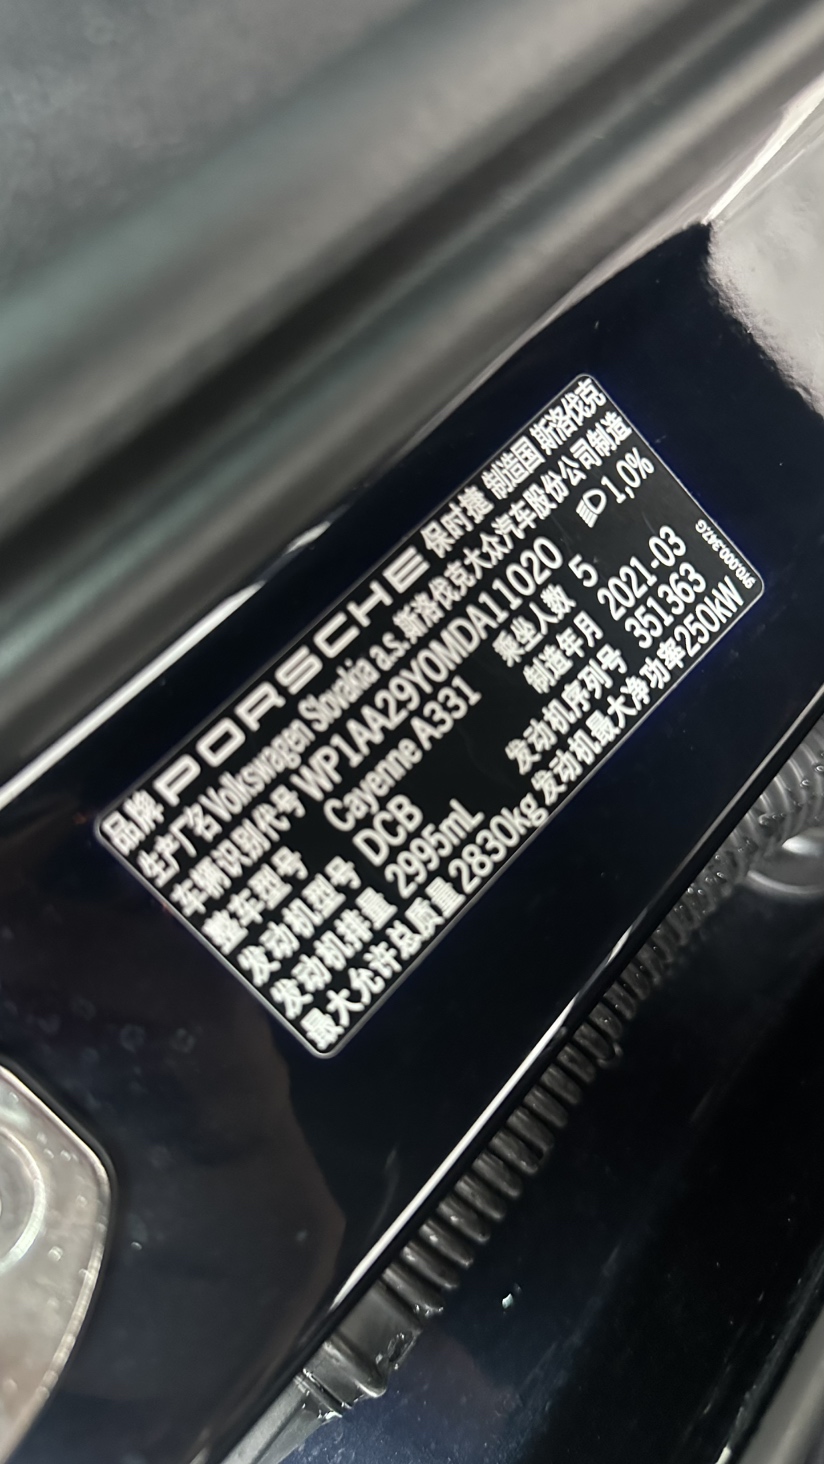 品牌 PORSCHE 保时捷 制造国 斯洛伐克
生产厂名 Volkswagen Slovakia a.s. 斯洛伐克大众汽车股份公司制造
车辆识别代号 WP1AA29Y0MDA11020 1,0%
整车型号 Cayenne A331 乘坐人数 5
发动机型号 DCB 制造年月 2021-03
发动机排量 2995mL 发动机序列号 351363
最大允许总质量 2830kg 发动机最大净功率 250kW
9Y0.000.347.G